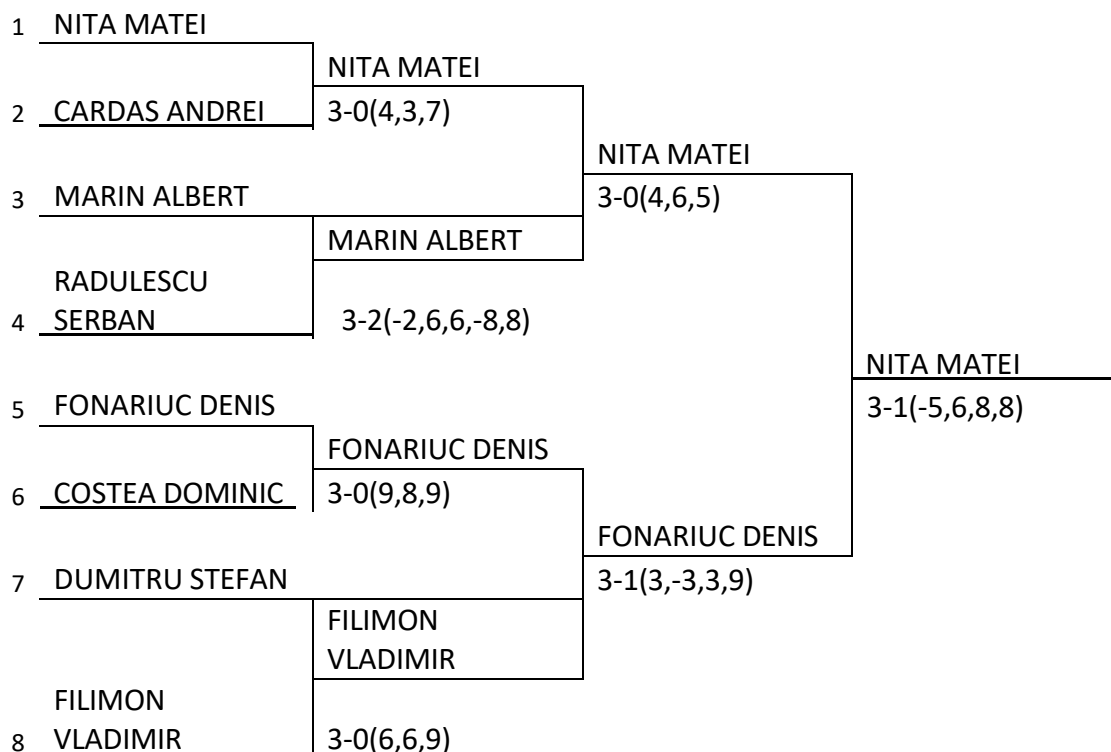 1 NITA MATEI
NITA MATEI
2 CARDAS ANDREI 3-0(4,3,7)
NITA MATEI
3 MARIN ALBERT 3-0(4,6,5)
MARIN ALBERT
RADULESCU
4 SERBAN 3-2(-2,6,6,-8,8)
NITA MATEI
5 FONARIUC DENIS 3-1(-5,6,8,8)
FONARIUC DENIS
6 COSTEA DOMINIC 3-0(9,8,9)
FONARIUC DENIS
7 DUMITRU STEFAN 3-1(3,-3,3,9)
FILIMON
VLADIMIR
FILIMON
8 VLADIMIR 3-0(6,6,9)